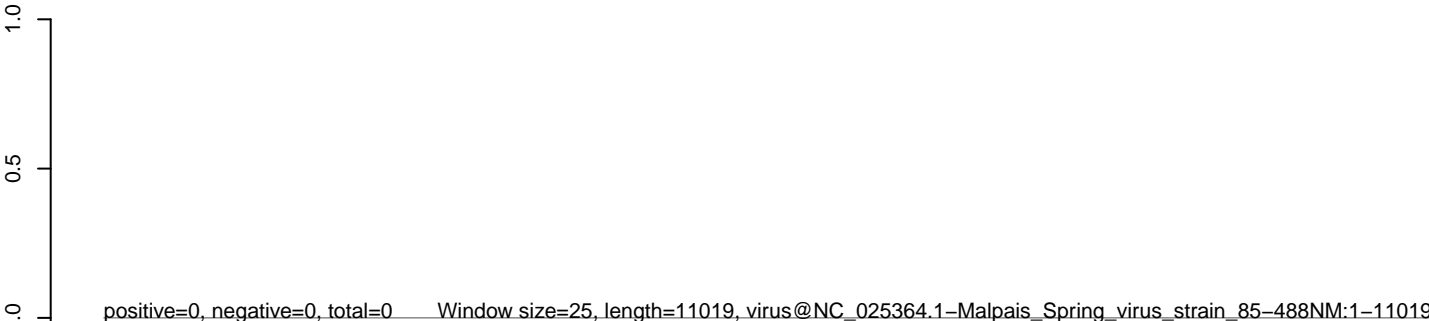 1.0
0.5
.0
positive=0, negative=0, total=0 Window size=25, length=11019, virus@NC_025364.1−Malpais_Spring_virus_strain_85−488NM:1−11019